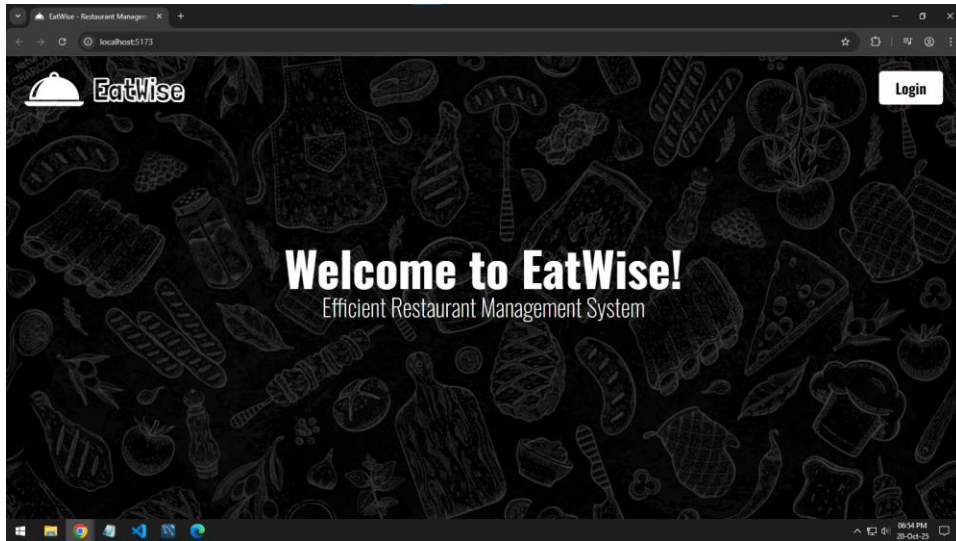 EatWise - Restaurant Managem
localhost:5173
EatWise
Login
Welcome to EatWise!
Efficient Restaurant Management System
06:54 PM
20-Oct-25